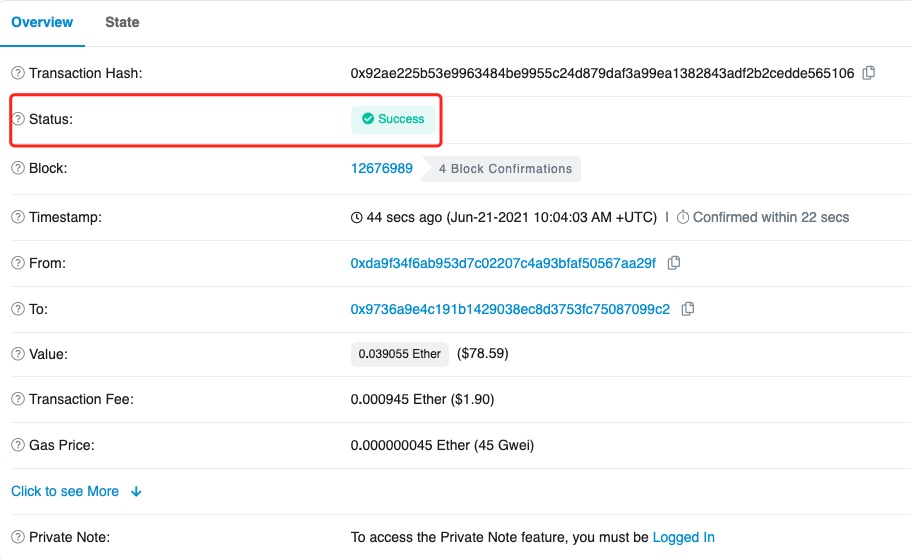 Overview State
Transaction Hash: 0x92ae225b53e9963484be9955c24d879daf3a99ea1382843adf2b2cedde565106
Status: Success
Block: 12676989 4 Block Confirmations
Timestamp: 44 secs ago (Jun-21-2021 10:04:03 AM +UTC) | Confirmed within 22 secs
From: 0xda9f34f6ab953d7c02207c4a93bfaf50567aa29f
To: 0x9736a9e4c191b1429038ec8d3753fc75087099c2
Value: 0.039055 Ether ($78.59)
Transaction Fee: 0.000945 Ether ($1.90)
Gas Price: 0.000000045 Ether (45 Gwei)
Click to see More
Private Note: To access the Private Note feature, you must be Logged In